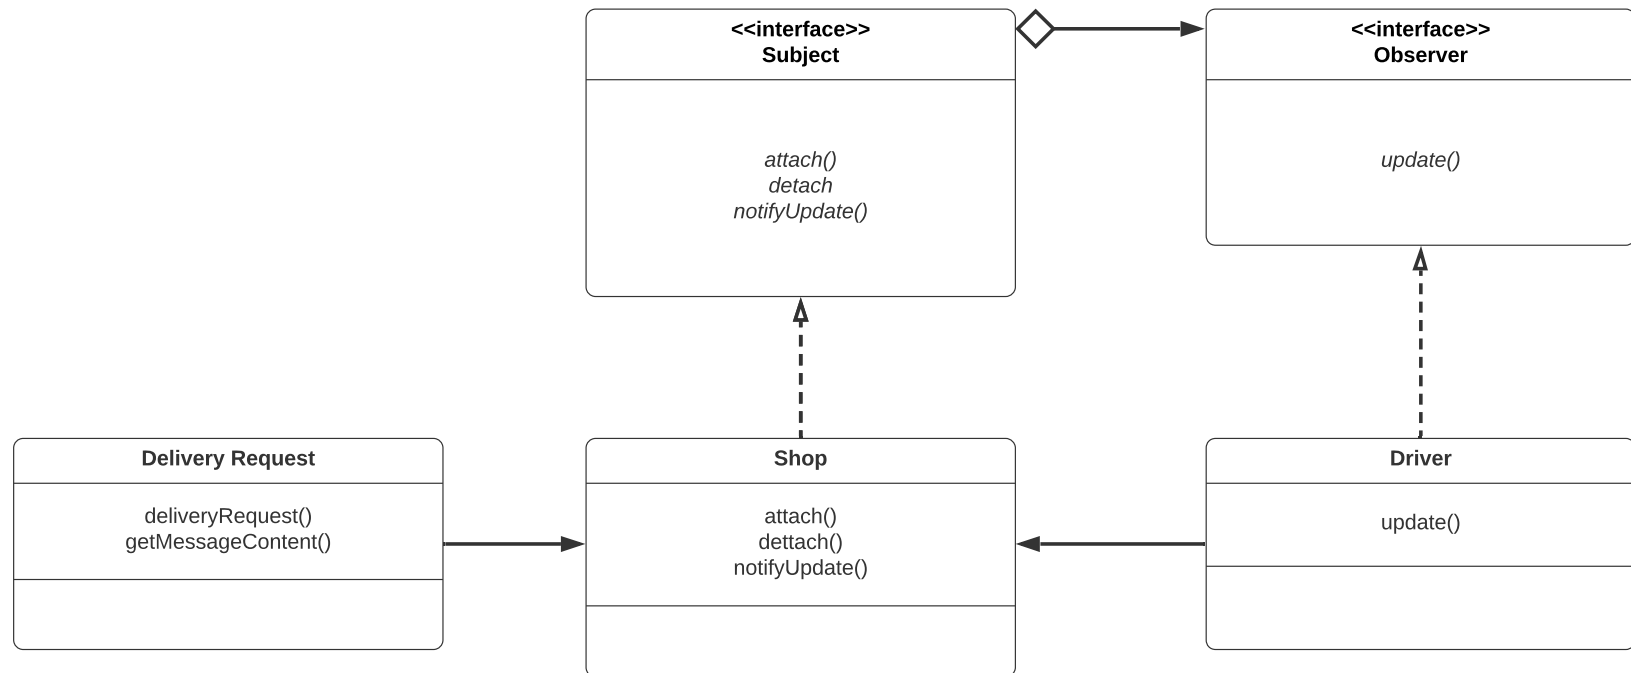 <<interface>>
Subject
attach()
detach
notifyUpdate()
<<interface>>
Observer
update()
Delivery Request
deliveryRequest()
getMessageContent()
Shop
attach()
dettach()
notifyUpdate()
Driver
update()